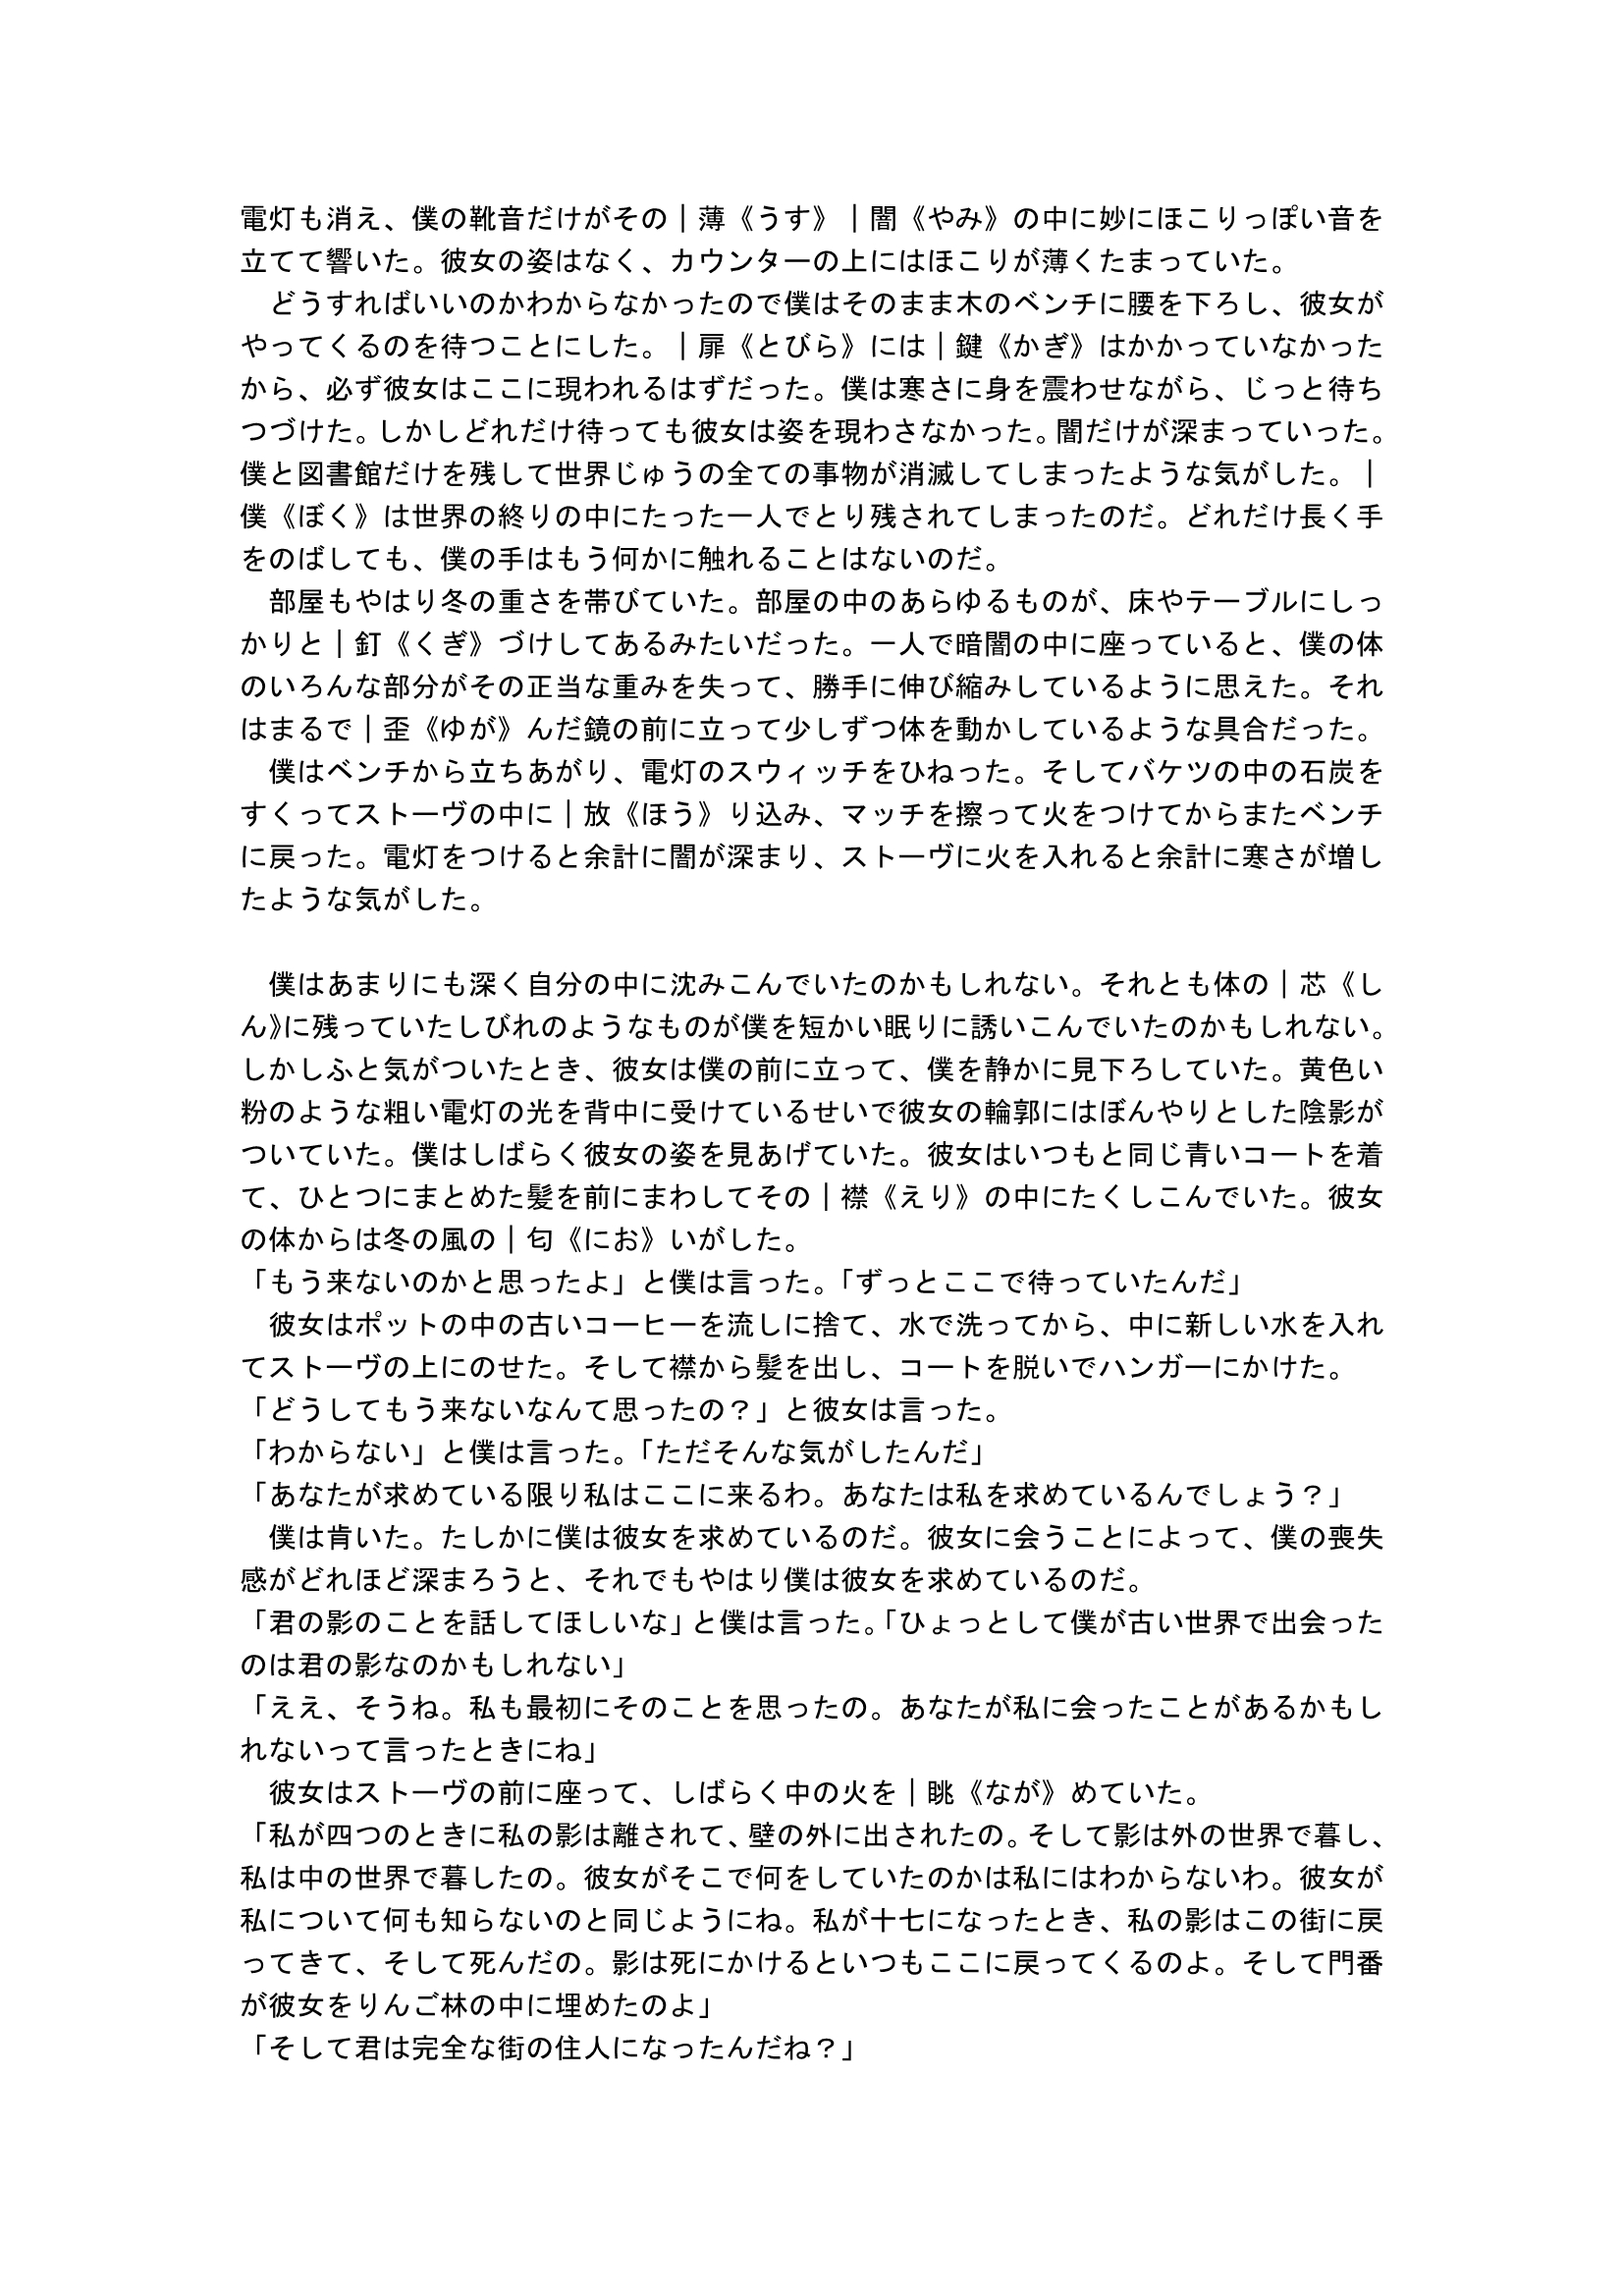 電灯も消え、僕の靴音だけがその｜薄《うす》｜闇《やみ》の中に妙にほこりっぽい音を
立てて響いた。彼女の姿はなく、カウンターの上にはほこりが薄くたまっていた。
　どうすればいいのかわからなかったので僕はそのまま木のベンチに腰を下ろし、彼女が
やってくるのを待つことにした。｜扉《とびら》には｜鍵《かぎ》はかかっていなかった
から、必ず彼女はここに現われるはずだった。僕は寒さに身を震わせながら、じっと待ち
つづけた。しかしどれだけ待っても彼女は姿を現わさなかった。闇だけが深まっていった。
僕と図書館だけを残して世界じゅうの全ての事物が消滅してしまったような気がした。｜
僕《ぼく》は世界の終りの中にたった一人でとり残されてしまったのだ。どれだけ長く手
をのばしても、僕の手はもう何かに触れることはないのだ。
　部屋もやはり冬の重さを帯びていた。部屋の中のあらゆるものが、床やテーブルにしっ
かりと｜釘《くぎ》づけしてあるみたいだった。一人で暗闇の中に座っていると、僕の体
のいろんな部分がその正当な重みを失って、勝手に伸び縮みしているように思えた。それ
はまるで｜歪《ゆが》んだ鏡の前に立って少しずつ体を動かしているような具合だった。
　僕はベンチから立ちあがり、電灯のスウィッチをひねった。そしてバケツの中の石炭を
すくってストーヴの中に｜放《ほう》り込み、マッチを擦って火をつけてからまたベンチ
に戻った。電灯をつけると余計に闇が深まり、ストーヴに火を入れると余計に寒さが増し
たような気がした。

　僕はあまりにも深く自分の中に沈みこんでいたのかもしれない。それとも体の｜芯《し
ん》に残っていたしびれのようなものが僕を短かい眠りに誘いこんでいたのかもしれない。
しかしふと気がついたとき、彼女は僕の前に立って、僕を静かに見下ろしていた。黄色い
粉のような粗い電灯の光を背中に受けているせいで彼女の輪郭にはぼんやりとした陰影が
ついていた。僕はしばらく彼女の姿を見あげていた。彼女はいつもと同じ青いコートを着
て、ひとつにまとめた髪を前にまわしてその｜襟《えり》の中にたくしこんでいた。彼女
の体からは冬の風の｜匂《にお》いがした。
「もう来ないのかと思ったよ」と僕は言った。「ずっとここで待っていたんだ」
　彼女はポットの中の古いコーヒーを流しに捨て、水で洗ってから、中に新しい水を入れ
てストーヴの上にのせた。そして襟から髪を出し、コートを脱いでハンガーにかけた。
「どうしてもう来ないなんて思ったの？」と彼女は言った。
「わからない」と僕は言った。「ただそんな気がしたんだ」
「あなたが求めている限り私はここに来るわ。あなたは私を求めているんでしょう？」
　僕は肯いた。たしかに僕は彼女を求めているのだ。彼女に会うことによって、僕の喪失
感がどれほど深まろうと、それでもやはり僕は彼女を求めているのだ。
「君の影のことを話してほしいな」と僕は言った。「ひょっとして僕が古い世界で出会った
のは君の影なのかもしれない」
「ええ、そうね。私も最初にそのことを思ったの。あなたが私に会ったことがあるかもし
れないって言ったときにね」
　彼女はストーヴの前に座って、しばらく中の火を｜眺《なが》めていた。
「私が四つのときに私の影は離されて、壁の外に出されたの。そして影は外の世界で暮し、
私は中の世界で暮したの。彼女がそこで何をしていたのかは私にはわからないわ。彼女が
私について何も知らないのと同じようにね。私が十七になったとき、私の影はこの街に戻
ってきて、そして死んだの。影は死にかけるといつもここに戻ってくるのよ。そして門番
が彼女をりんご林の中に埋めたのよ」
「そして君は完全な街の住人になったんだね？」